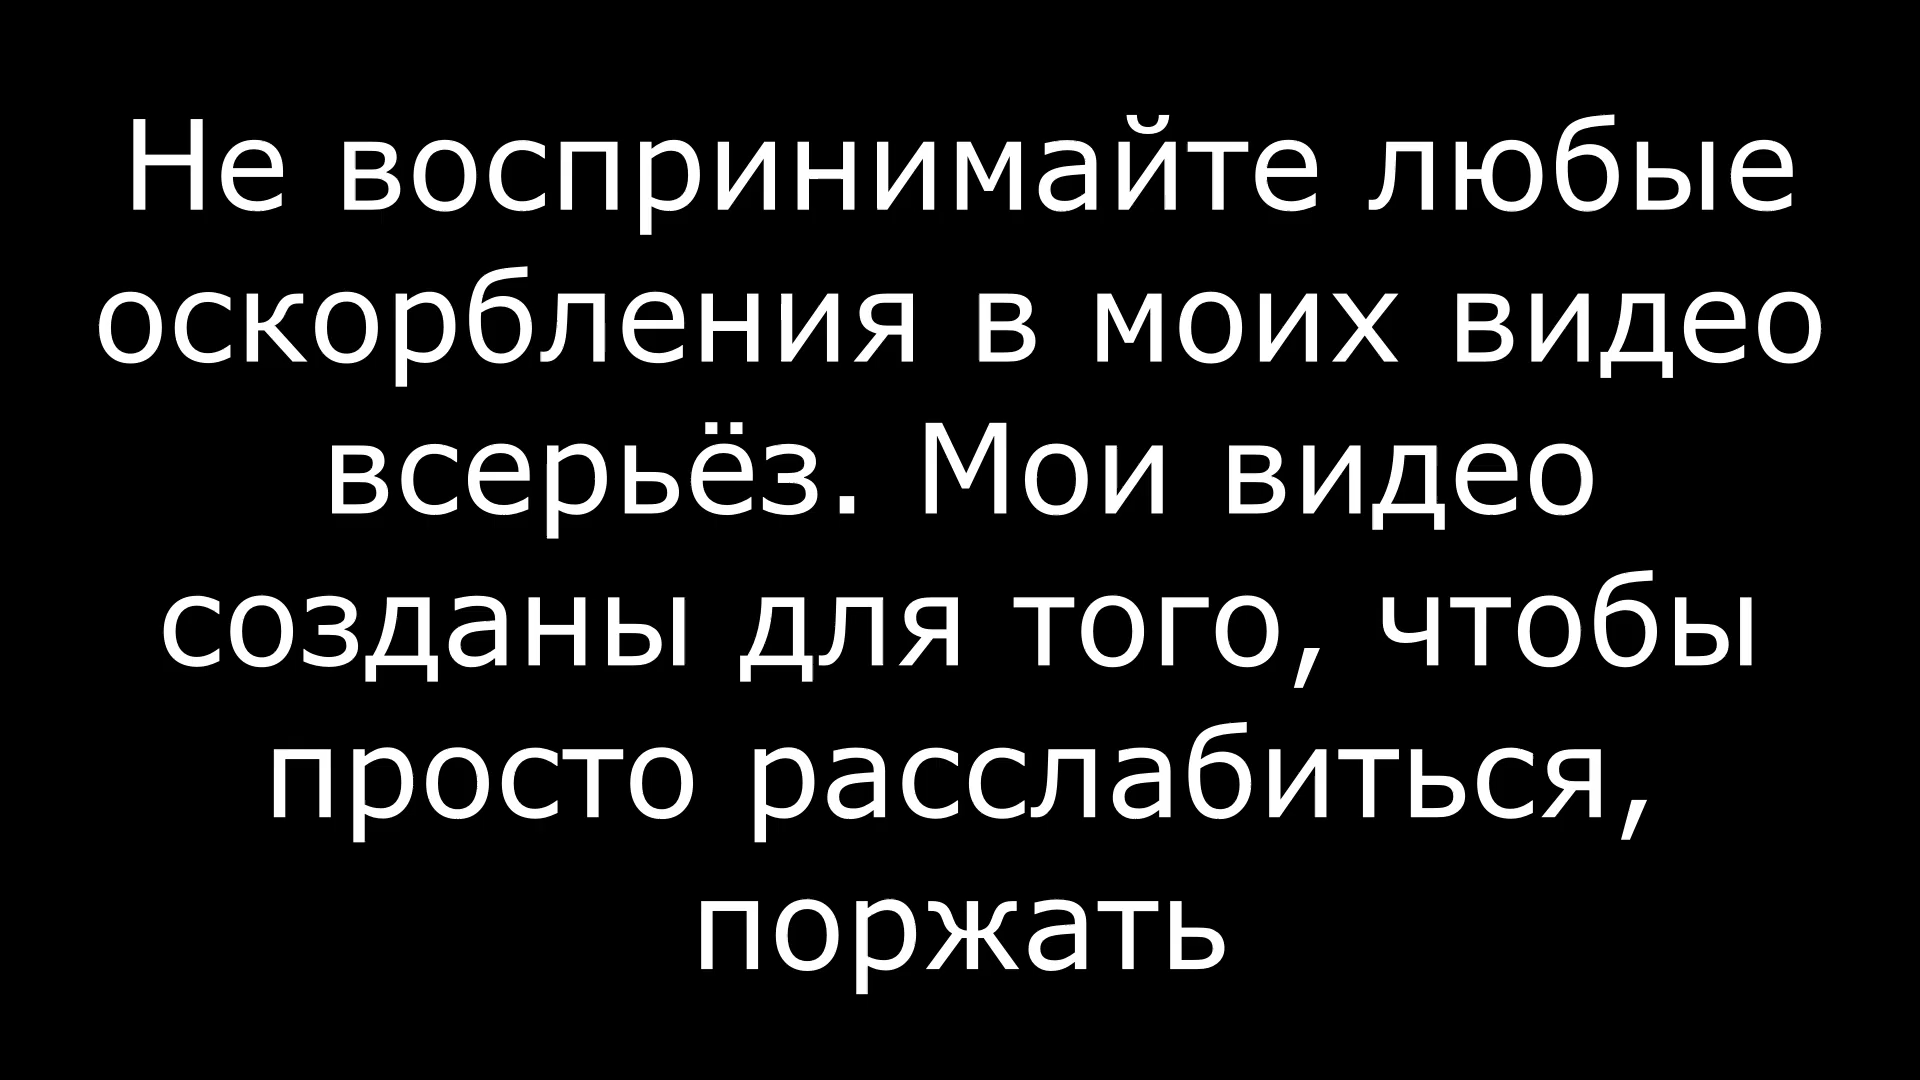 Не воспринимайте любые
оскорбления в моих видео
всерьёз. Мои видео
созданы для того, чтобы
просто расслабиться,
поржать